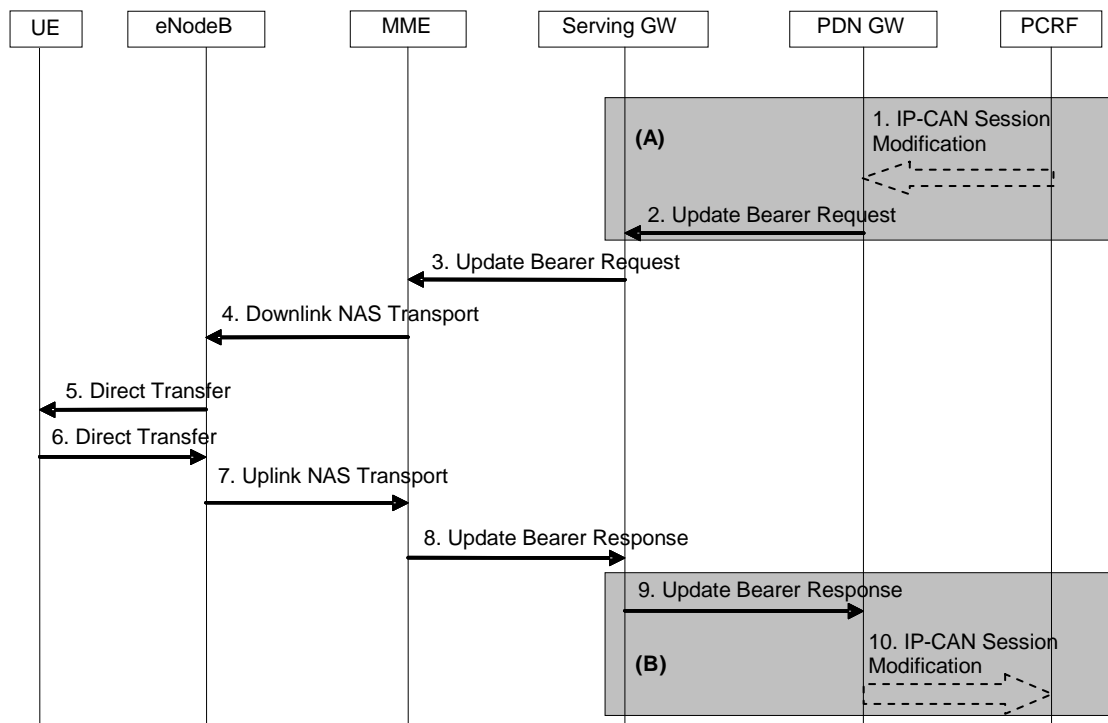 UE
eNodeB
MME
Serving GW
PDN GW
PCRF
(A)
1. IP-CAN Session
Modification
2. Update Bearer Request
3. Update Bearer Request
4. Downlink NAS Transport
5. Direct Transfer
6. Direct Transfer
7. Uplink NAS Transport
8. Update Bearer Response
9. Update Bearer Response
(B)
10. IP-CAN Session
Modification